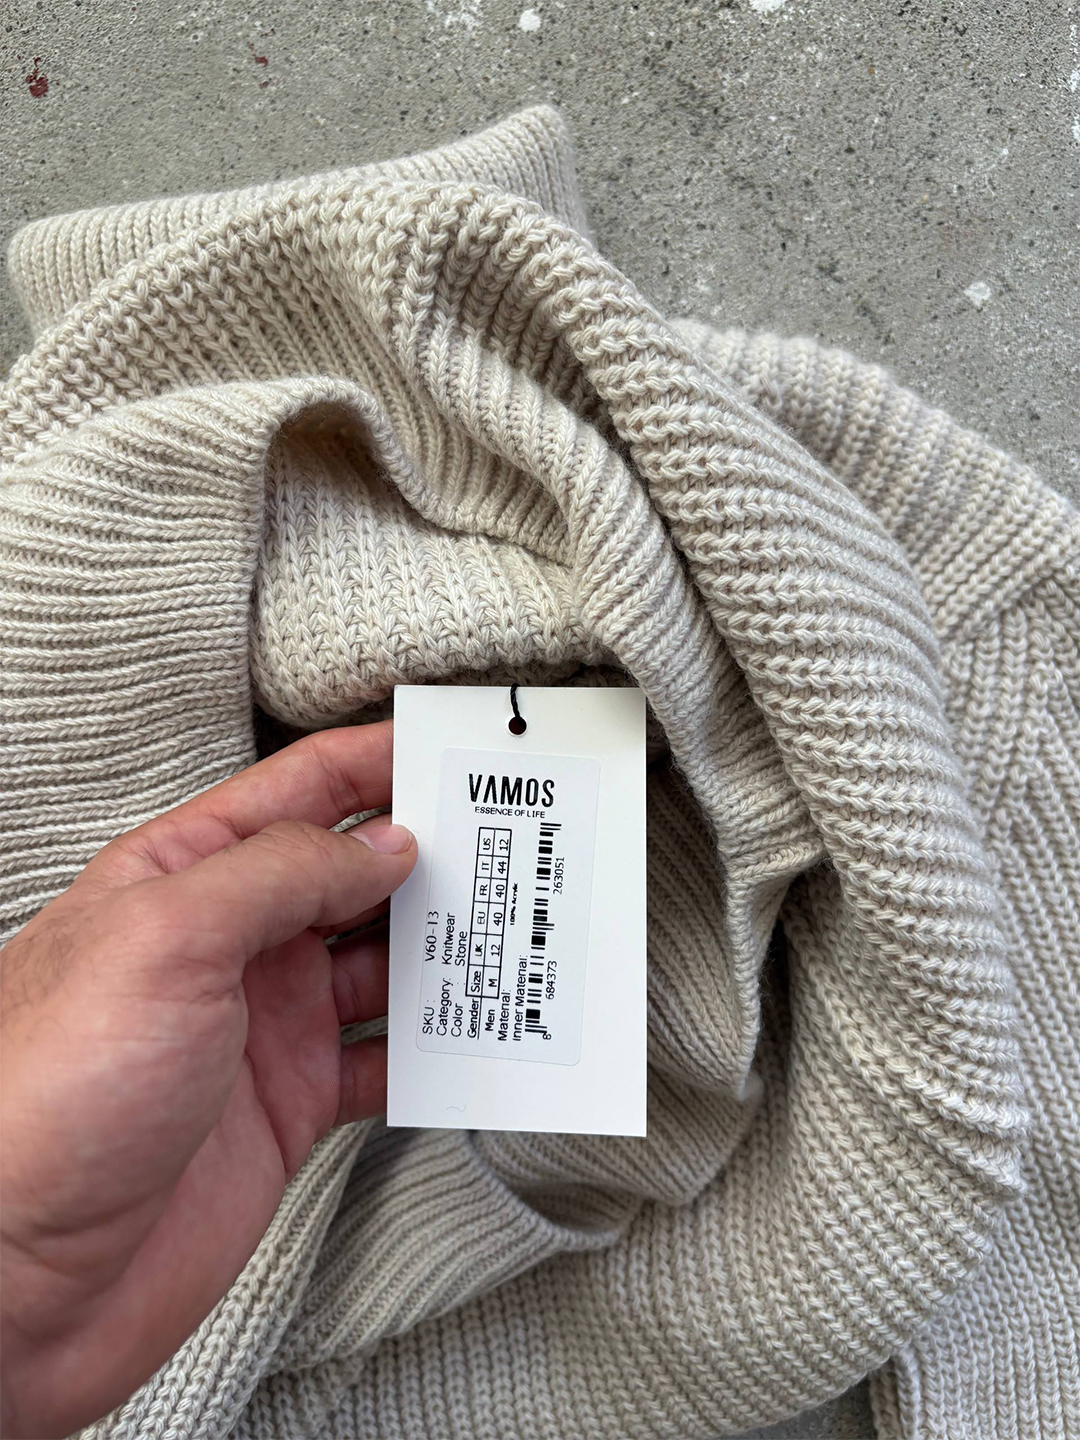 VAMOS
ESSENCE OF LIFE
SKU: V60-13
Category: Knitwear
Color: Stone
Gender Size UK EU FR IT US
Men M 12 40 40 44 12
Material: 100% Acrylic
Inner Material:
8 684373 263051